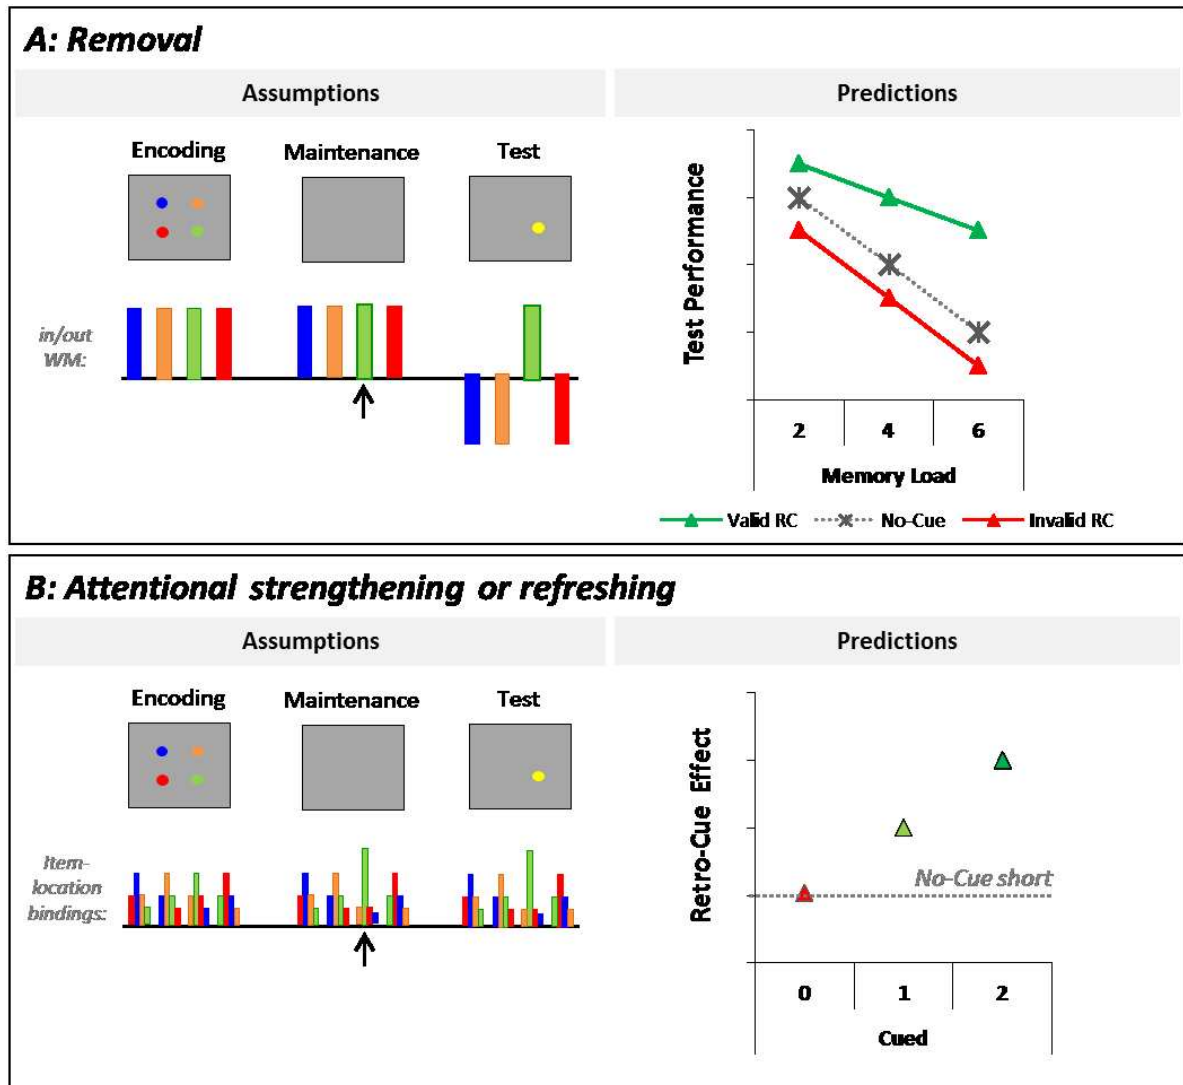 A: Removal
Assumptions
Predictions
Encoding
Maintenance
Test
in/out
WM:
Test Performance
2
4
6
Memory Load
Valid RC
No-Cue
Invalid RC
B: Attentional strengthening or refreshing
Assumptions
Predictions
Encoding
Maintenance
Test
Item-
location
bindings:
Retro-Cue Effect
No-Cue short
0
1
2
Cued